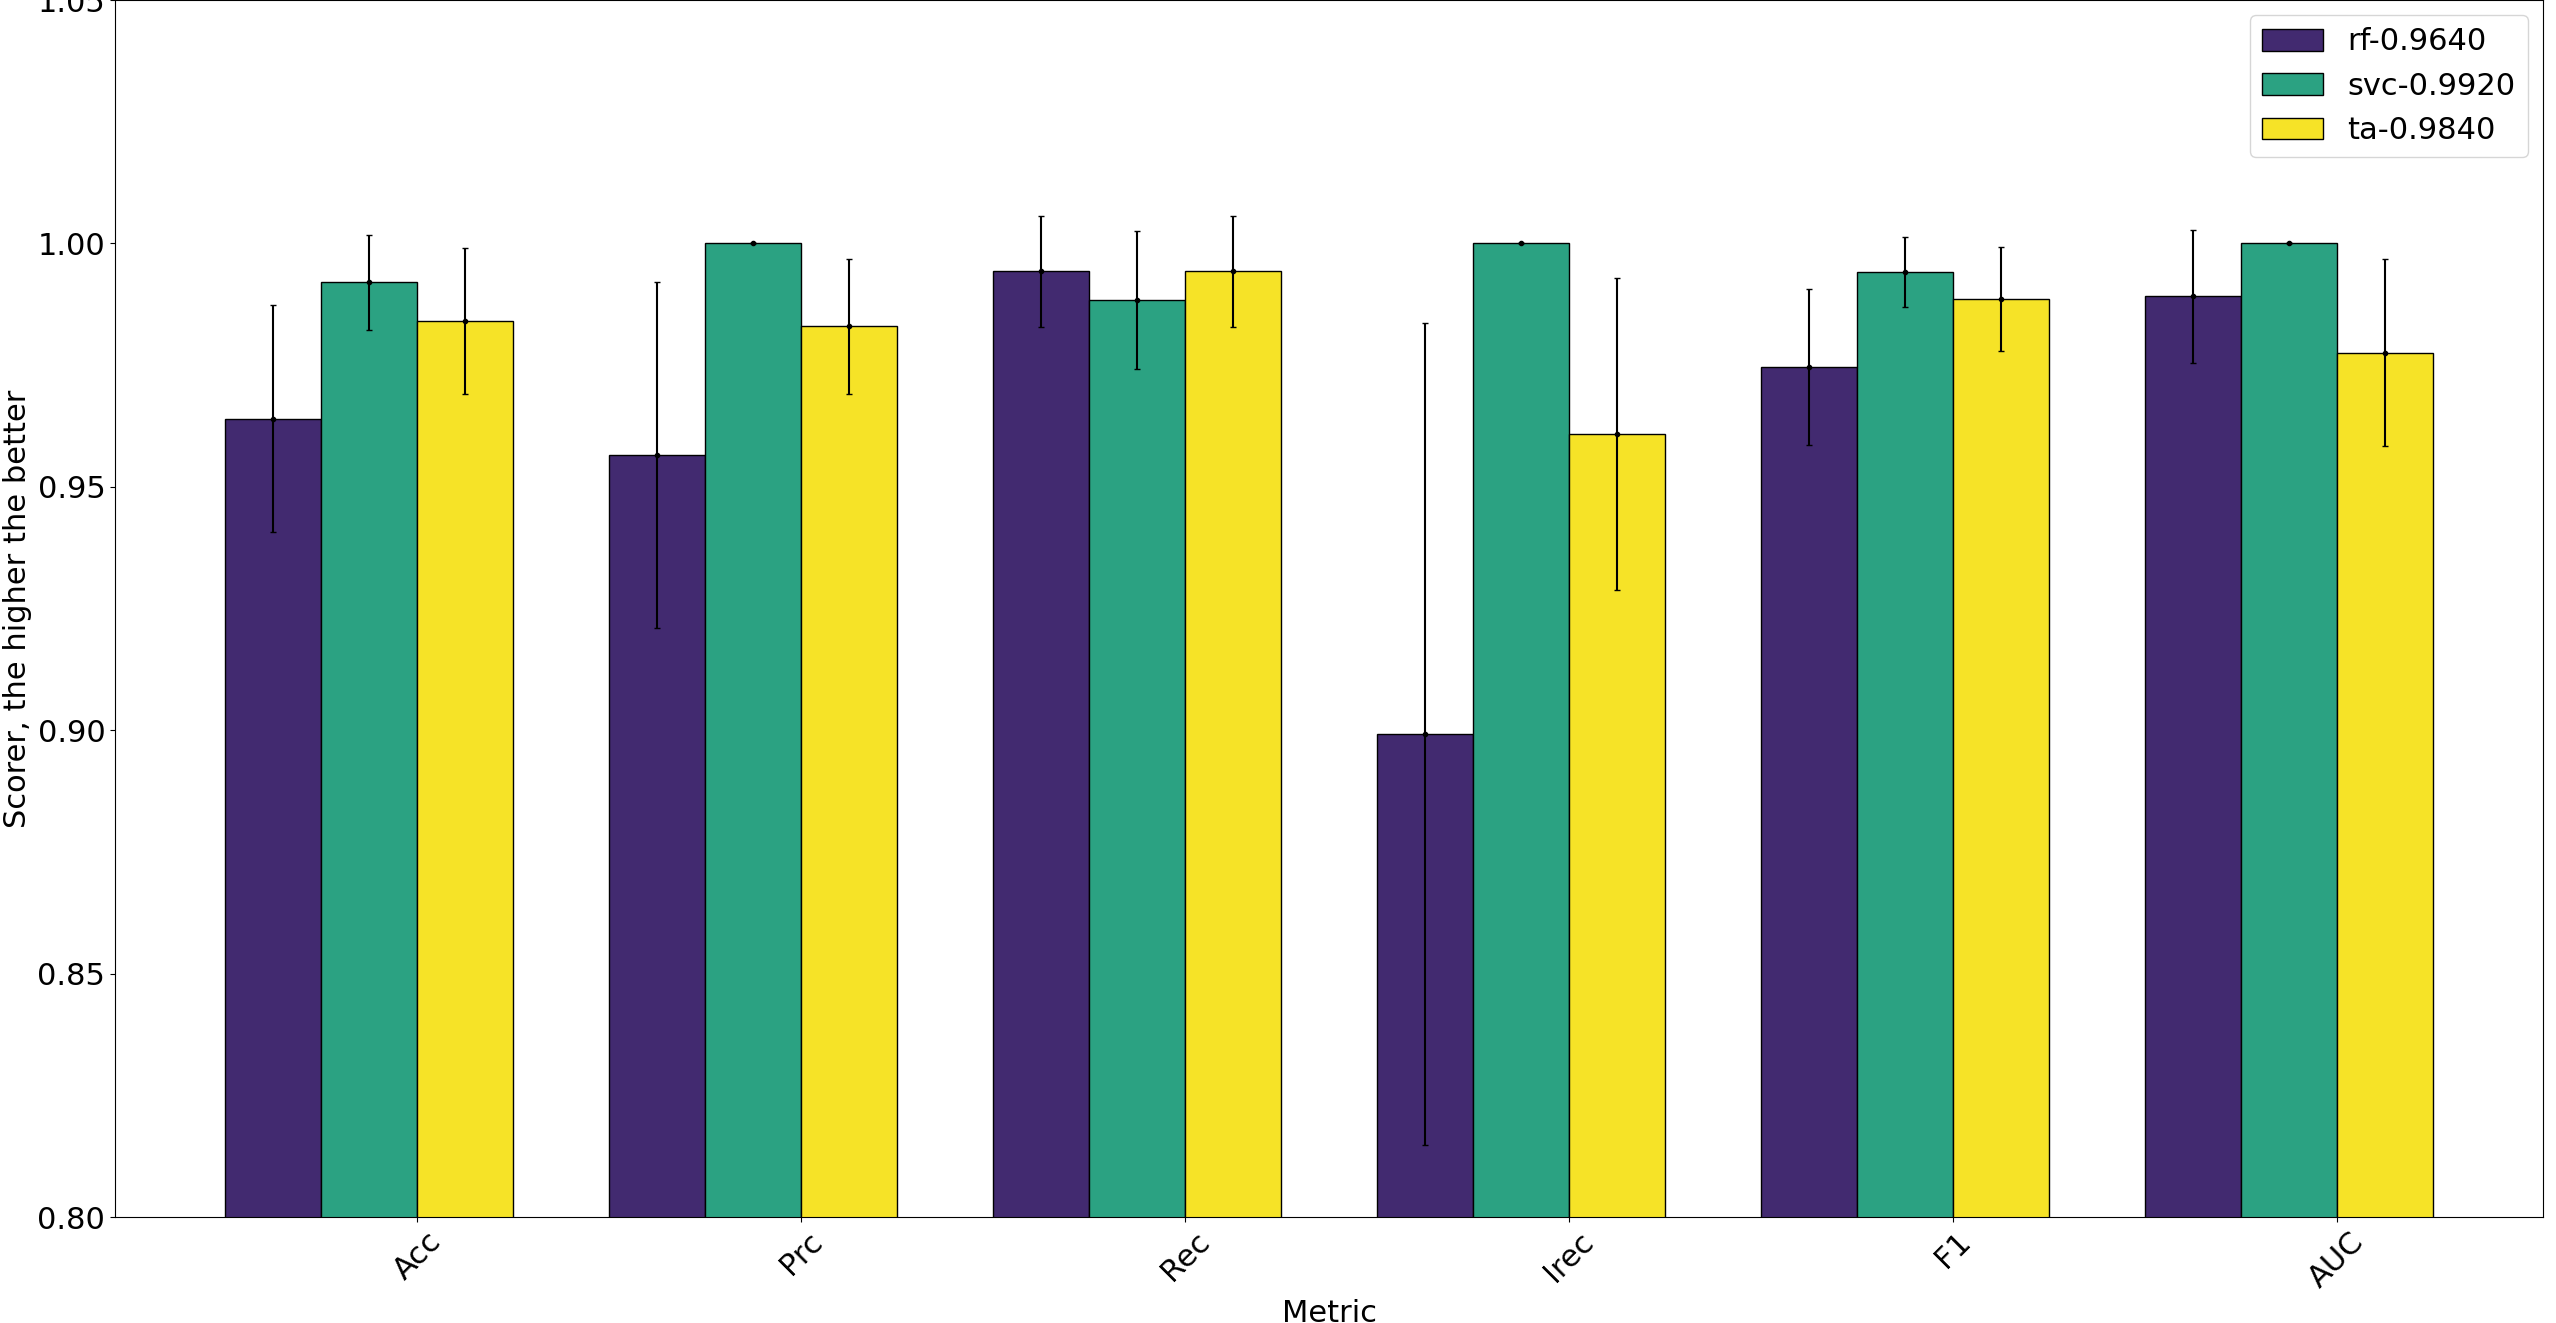 1.05
1.00
0.95
0.90
0.85
0.80
Scorer, the higher the better
rf-0.9640
svc-0.9920
ta-0.9840
Acc
Prc
Rec
Irec
F1
AUC
Metric